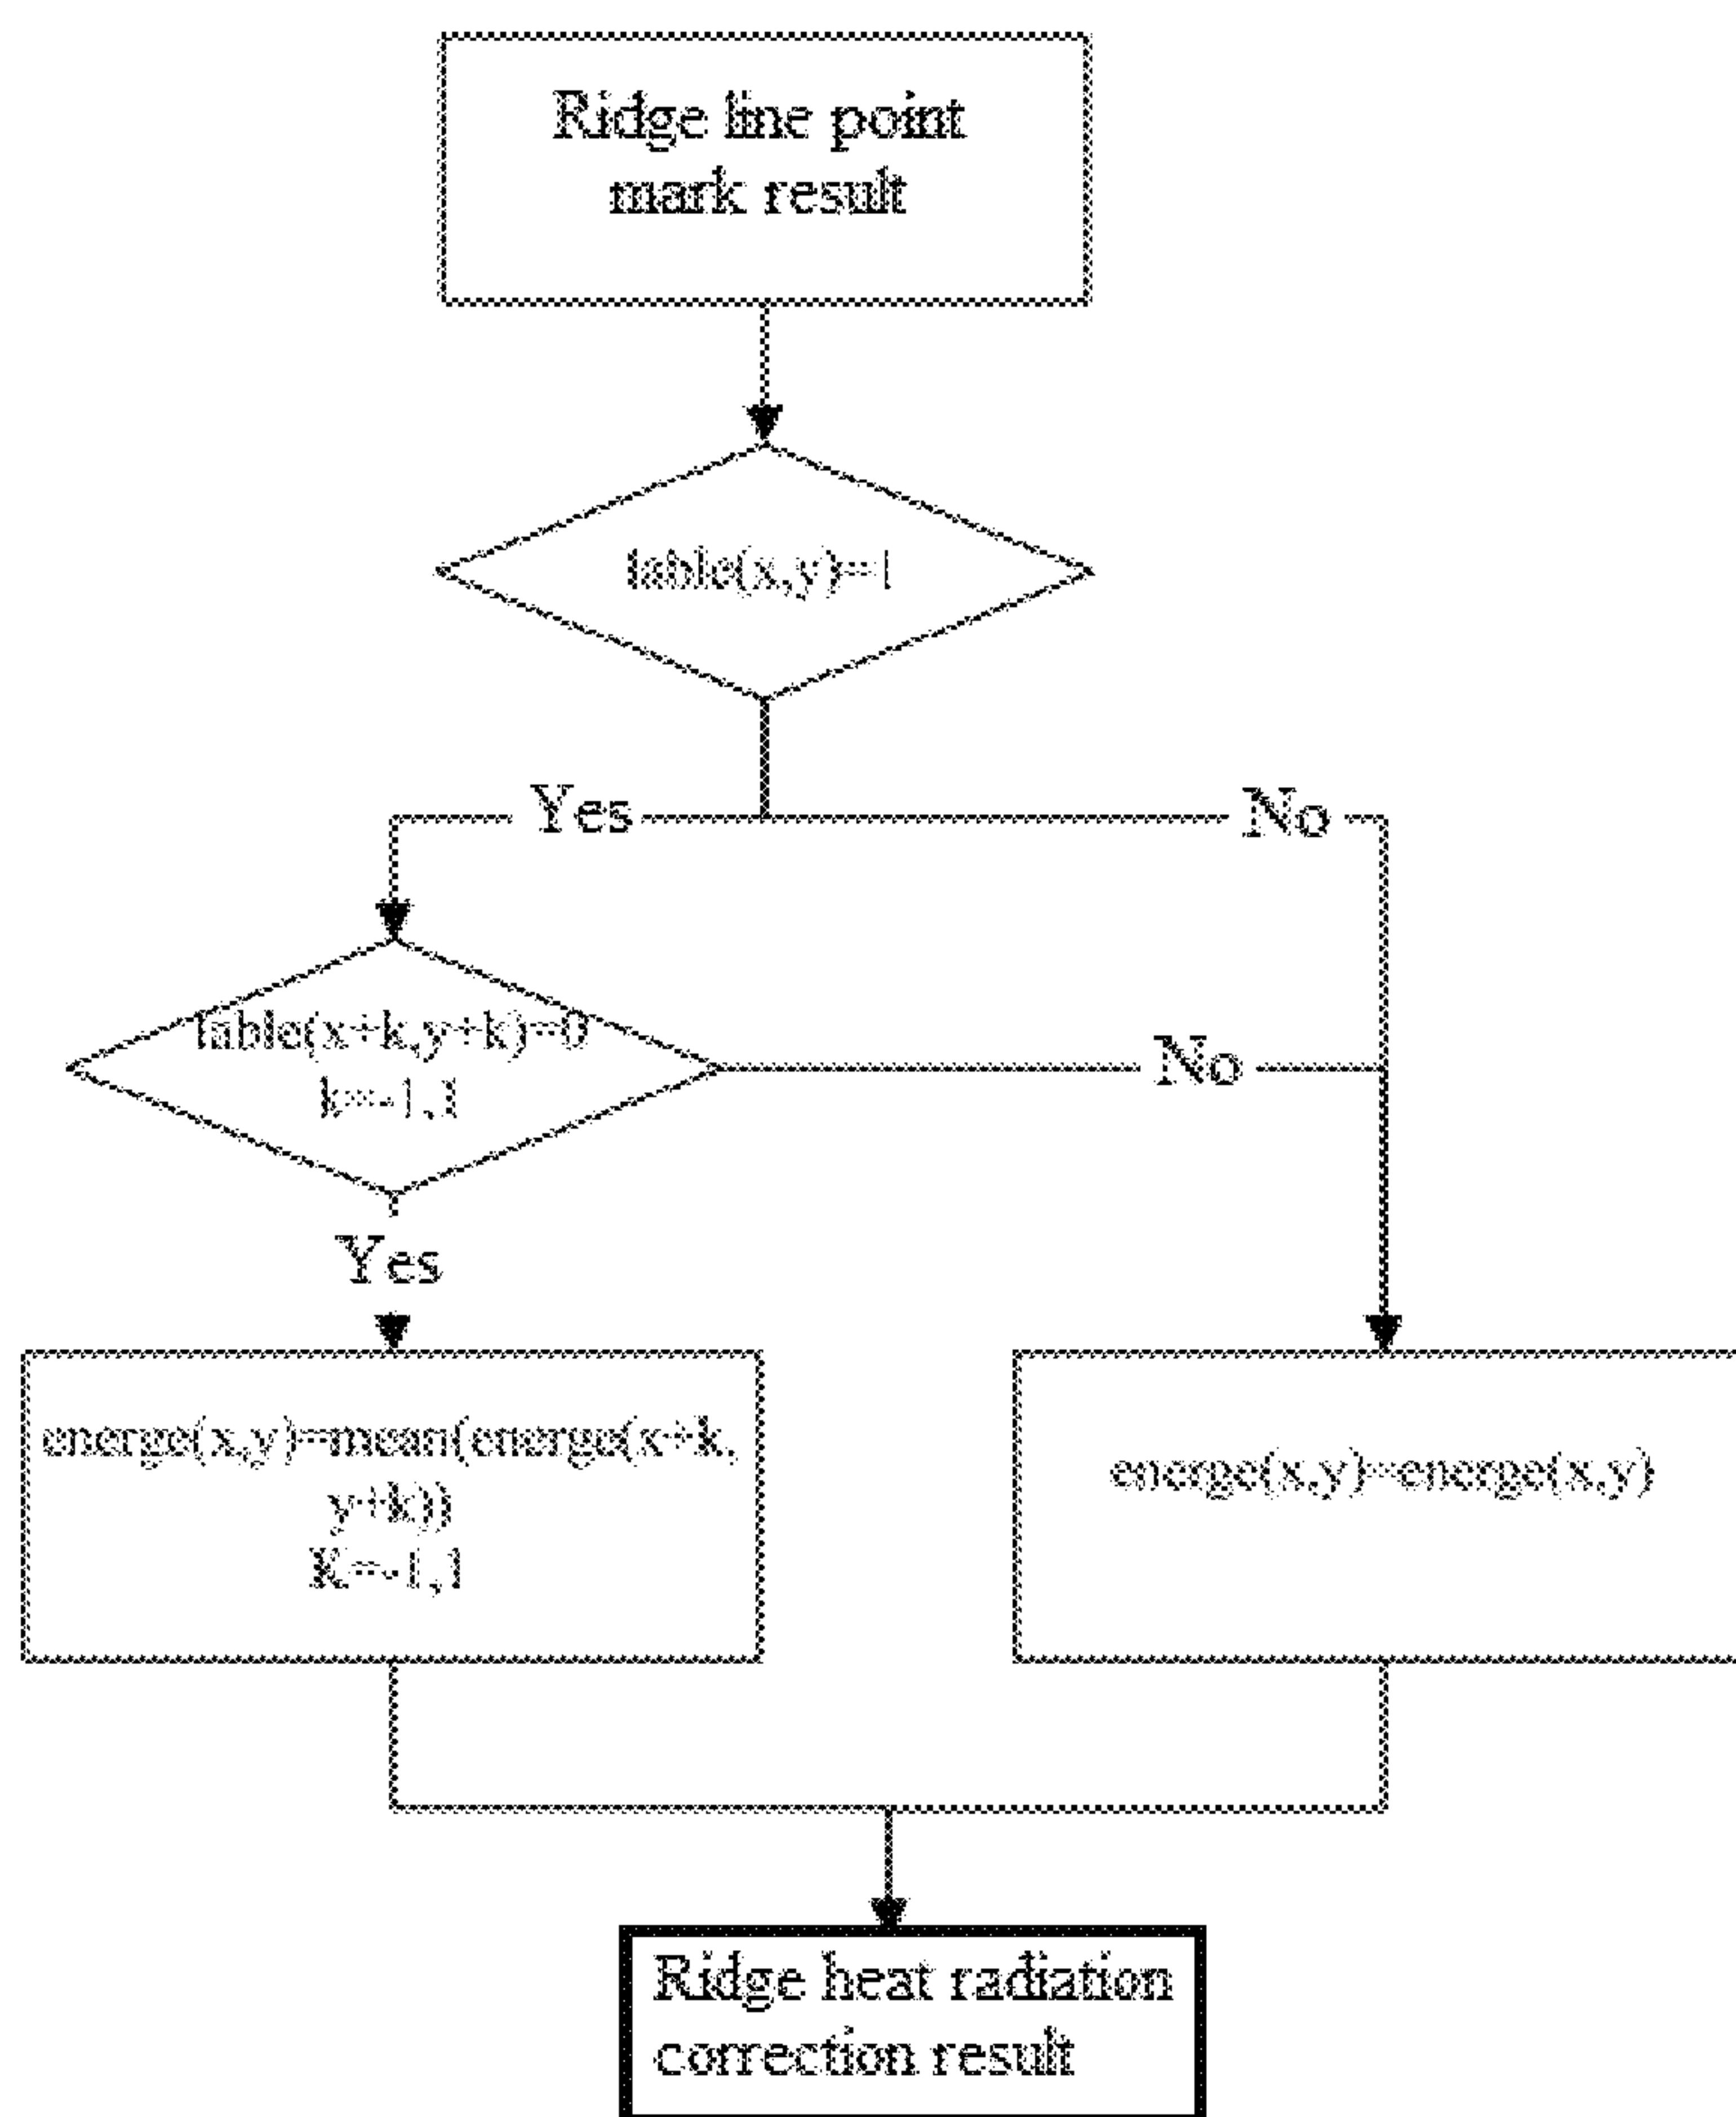 Ridge line point
mark result
lable(x,y)=1
Yes
No
lable(x+k,y+k)=0
k=-1,1
No
Yes
energe(x,y)=mean(energe(x+k,
y+k))
K=-1,1
energe(x,y)=energe(x,y)
Ridge heat radiation
correction result